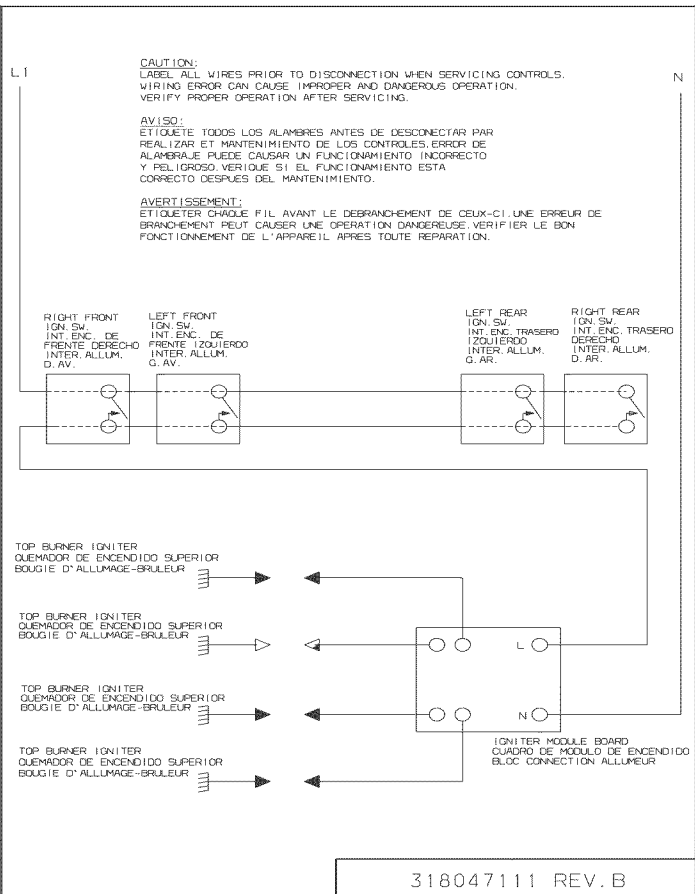 L1
N
CAUTION:
LABEL ALL WIRES PRIOR TO DISCONNECTION WHEN SERVICING CONTROLS.
WIRING ERROR CAN CAUSE IMPROPER AND DANGEROUS OPERATION.
VERIFY PROPER OPERATION AFTER SERVICING.
AVISO:
ETIQUETE TODOS LOS ALAMBRES ANTES DE DESCONECTAR PAR
REALIZAR ET MANTENIMIENTO DE LOS CONTROLES.ERROR DE
ALAMBRAJE PUEDE CAUSAR UN FUNCIONAMIENTO INCORRECTO
Y PELIGROSO.VERIQUE SI EL FUNCIONAMIENTO ESTA
CORRECTO DESPUES DEL MANTENIMIENTO.
AVERTISSEMENT:
ETIQUETER CHAQUE FIL AVANT LE DEBRANCHEMENT DE CEUX-CI.UNE ERREUR DE
BRANCHEMENT PEUT CAUSER UNE OPERATION DANGEREUSE.VERIFIER LE BON
FONCTIONNEMENT DE L'APPAREIL APRES TOUTE REPARATION.
RIGHT FRONT
IGN.SW.
INT.ENC. DE
FRENTE DERECHO
INTER.ALLUM.
D.AV.
LEFT FRONT
IGN.SW.
INT.ENC. DE
FRENTE IZQUIERDO
INTER.ALLUM.
G.AV.
LEFT REAR
IGN.SW.
INT.ENC.TRASERO
IZQUIERDO
INTER.ALLUM.
G.AR.
RIGHT REAR
IGN.SW.
INT.ENC.TRASERO
DERECHO
INTER.ALLUM.
D.AR.
TOP BURNER IGNITER
QUEMADOR DE ENCENDIDO SUPERIOR
BOUGIE D'ALLUMAGE-BRULEUR
TOP BURNER IGNITER
QUEMADOR DE ENCENDIDO SUPERIOR
BOUGIE D'ALLUMAGE-BRULEUR
L
TOP BURNER IGNITER
QUEMADOR DE ENCENDIDO SUPERIOR
BOUGIE D'ALLUMAGE-BRULEUR
N
TOP BURNER IGNITER
QUEMADOR DE ENCENDIDO SUPERIOR
BOUGIE D'ALLUMAGE-BRULEUR
IGNITER MODULE BOARD
CUADRO DE MODULO DE ENCENDIDO
BLOC CONNECTION ALLUMEUR
318047111 REV.B